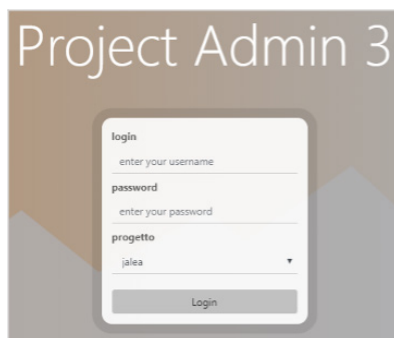 Project Admin 3
login
enter your username
password
enter your password
progetto
jalea
Login